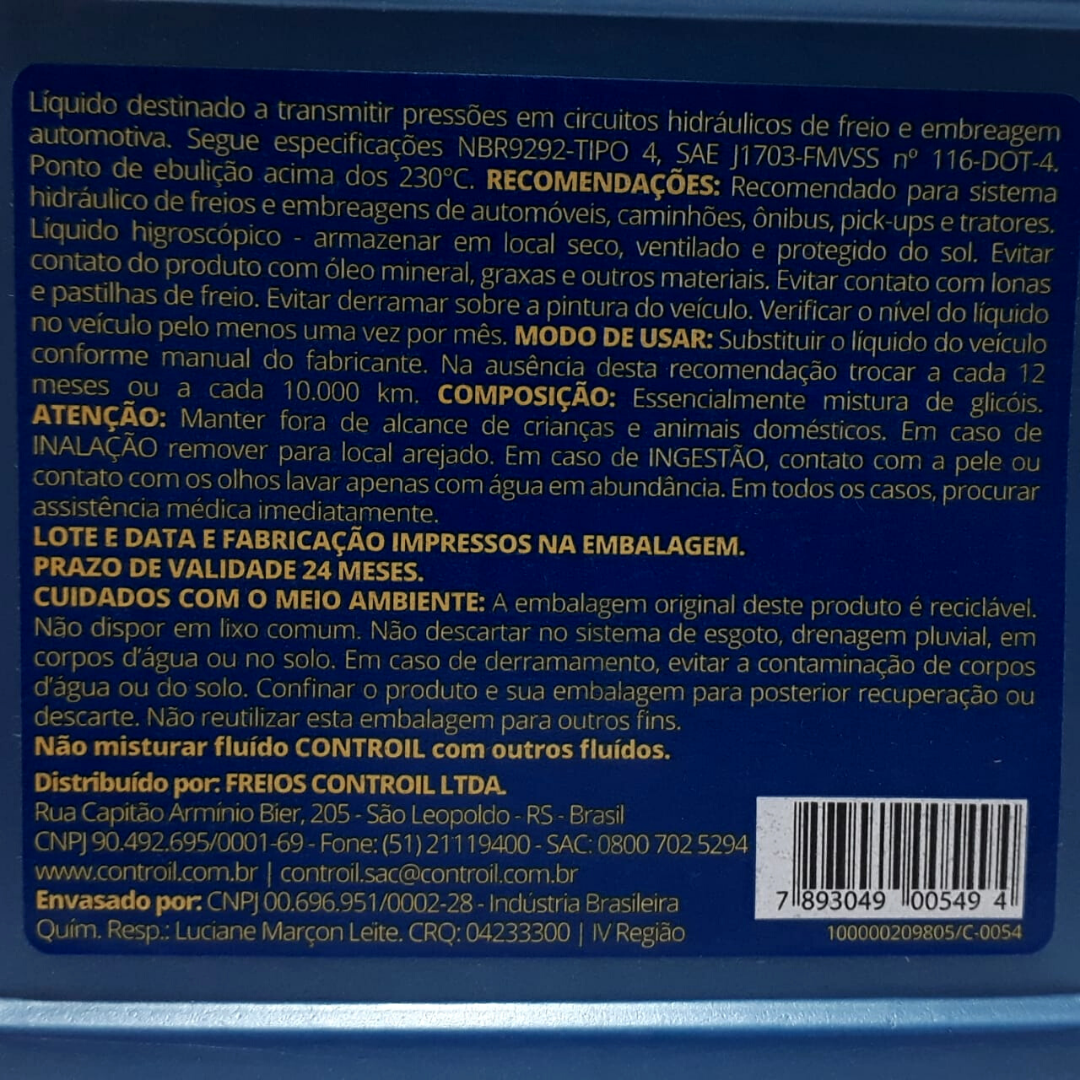 Líquido destinado a transmitir pressões em circuitos hidráulicos de freio e embreagem
automotiva. Segue especificações NBR9292-TIPO 4, SAE J1703-FMVSS nº 116-DOT-4.
Ponto de ebulição acima dos 230°C. RECOMENDAÇÕES: Recomendado para sistema
hidráulico de freios e embreagens de automóveis, caminhões, ônibus, pick-ups e tratores.
Líquido higroscópico - armazenar em local seco, ventilado e protegido do sol. Evitar
contato do produto com óleo mineral, graxas e outros materiais. Evitar contato com lonas
e pastilhas de freio. Evitar derramar sobre a pintura do veículo. Verificar o nível do líquido
no veículo pelo menos uma vez por mês. MODO DE USAR: Substituir o líquido do veículo
conforme manual do fabricante. Na ausência desta recomendação trocar a cada 12
meses ou a cada 10.000 km. COMPOSIÇÃO: Essencialmente mistura de glicóis.
ATENÇÃO: Manter fora de alcance de crianças e animais domésticos. Em caso de
INALAÇÃO remover para local arejado. Em caso de INGESTÃO, contato com a pele ou
contato com os olhos lavar apenas com água em abundância. Em todos os casos, procurar
assistência médica imediatamente.
LOTE E DATA E FABRICAÇÃO IMPRESSOS NA EMBALAGEM.
PRAZO DE VALIDADE 24 MESES.
CUIDADOS COM O MEIO AMBIENTE: A embalagem original deste produto é reciclável.
Não dispor em lixo comum. Não descartar no sistema de esgoto, drenagem pluvial, em
corpos d'água ou no solo. Em caso de derramamento, evitar a contaminação de corpos
d'água ou do solo. Confinar o produto e sua embalagem para posterior recuperação ou
descarte. Não reutilizar esta embalagem para outros fins.
Não misturar fluído CONTROIL com outros fluídos.
Distribuído por: FREIOS CONTROIL LTDA.
Rua Capitão Armínio Bier, 205 - São Leopoldo - RS - Brasil
CNPJ 90.492.695/0001-69 - Fone: (51) 21119400 - SAC: 0800 702 5294
www.controil.com.br | controil.sac@controil.com.br
Envasado por: CNPJ 00.696.951/0002-28 - Indústria Brasileira
Quím. Resp.: Luciane Marçon Leite. CRQ: 04233300 | IV Região
7 893049 00549 4
100000209805/C-0054